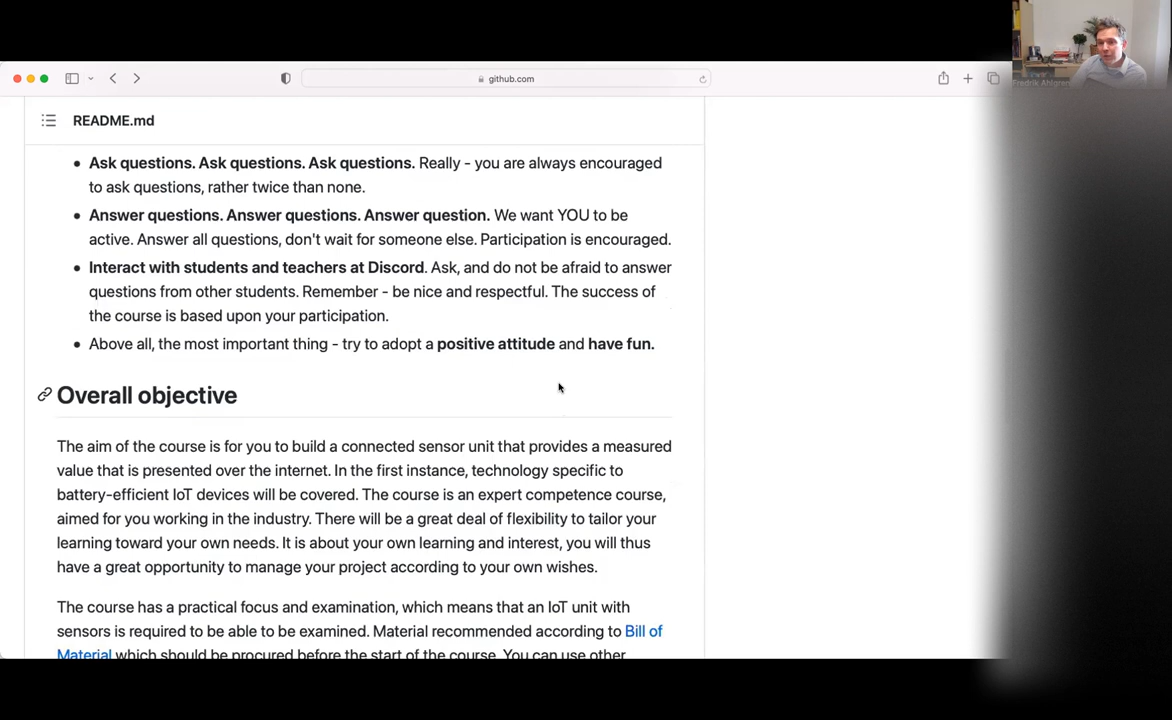 github.com
Fredrik Ahlgren
README.md
Ask questions. Ask questions. Ask questions. Really - you are always encouraged
to ask questions, rather twice than none.
Answer questions. Answer questions. Answer question. We want YOU to be
active. Answer all questions, don't wait for someone else. Participation is encouraged.
Interact with students and teachers at Discord. Ask, and do not be afraid to answer
questions from other students. Remember - be nice and respectful. The success of
the course is based upon your participation.
Above all, the most important thing - try to adopt a positive attitude and have fun.
Overall objective
The aim of the course is for you to build a connected sensor unit that provides a measured
value that is presented over the internet. In the first instance, technology specific to
battery-efficient IoT devices will be covered. The course is an expert competence course,
aimed for you working in the industry. There will be a great deal of flexibility to tailor your
learning toward your own needs. It is about your own learning and interest, you will thus
have a great opportunity to manage your project according to your own wishes.
The course has a practical focus and examination, which means that an IoT unit with
sensors is required to be able to be examined. Material recommended according to Bill of
Material which should be procured before the start of the course. You can use other